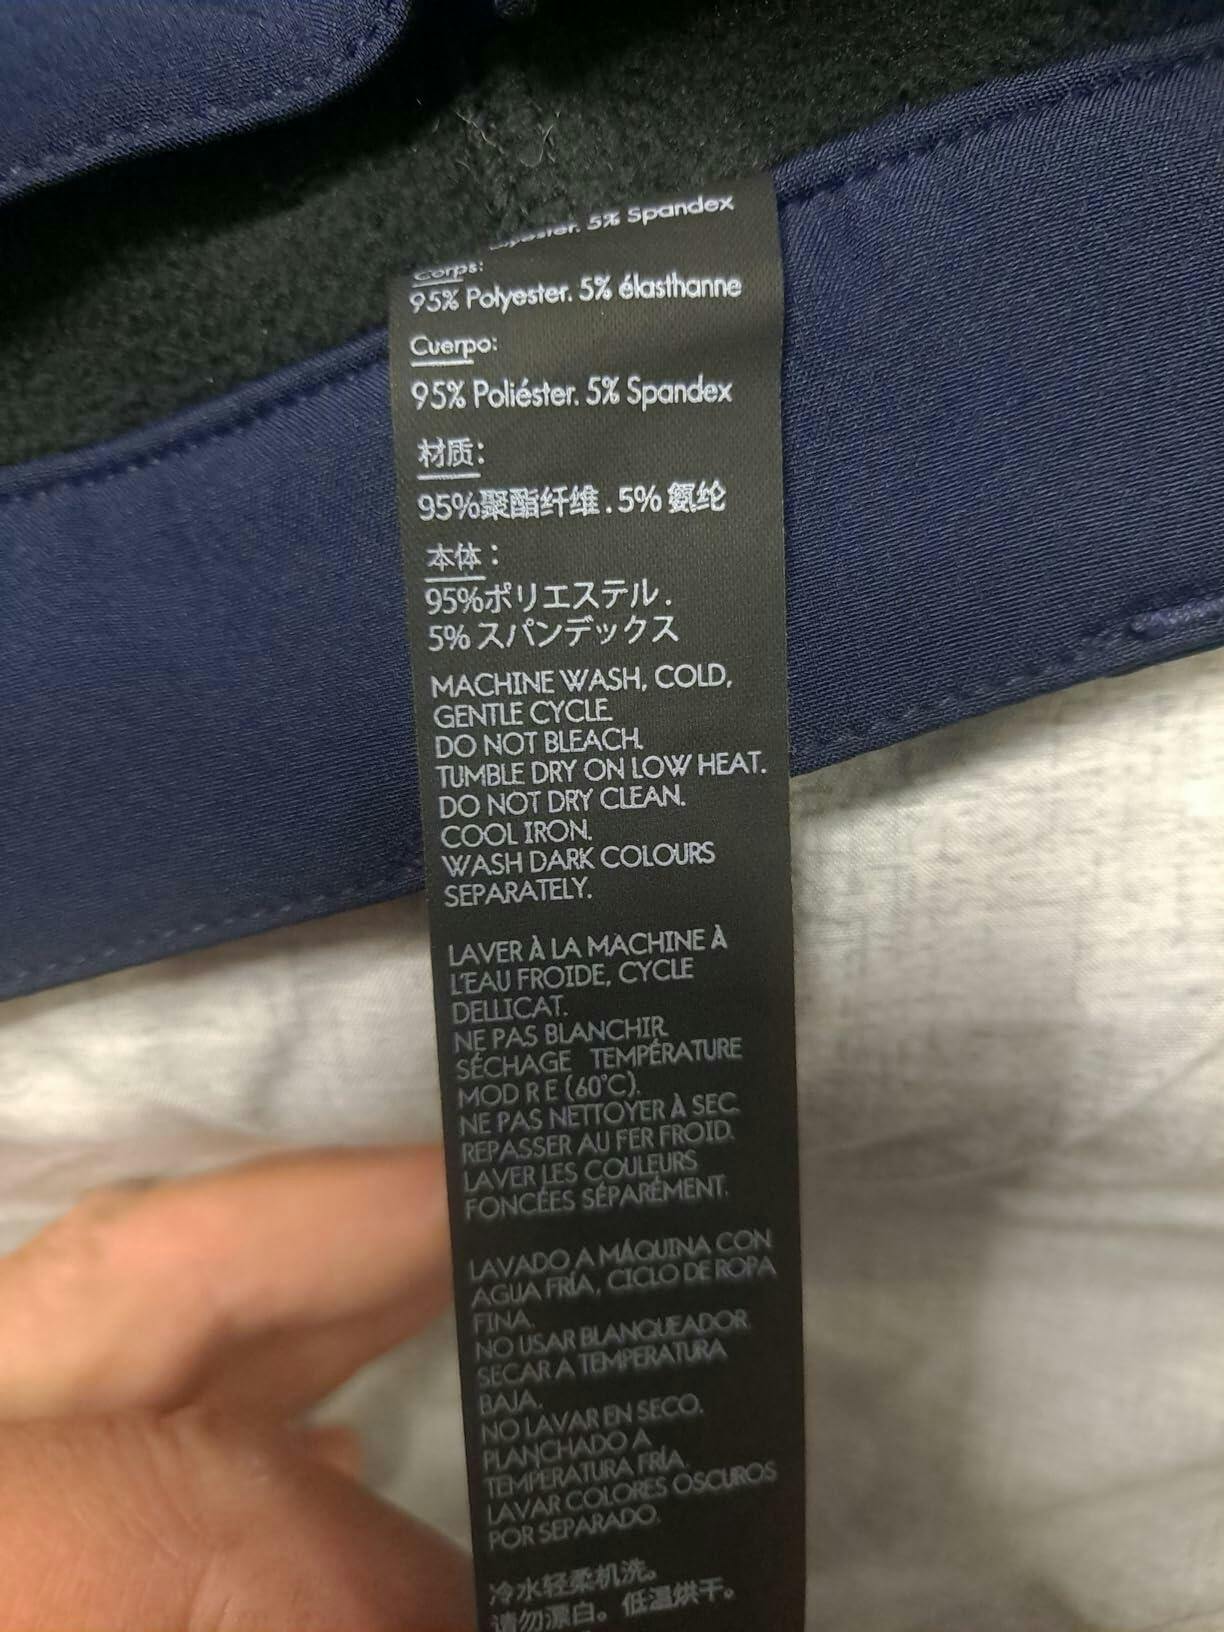 5% Spandex
Corps:
95% Polyester. 5% élasthanne
Cuerpo:
95% Poliéster. 5% Spandex
材质:
95%聚酯纤维.5% 氨纶
本体:
95%ポリエステル.
5% スパンデックス
MACHINE WASH, COLD,
GENTLE CYCLE.
DO NOT BLEACH.
TUMBLE DRY ON LOW HEAT.
DO NOT DRY CLEAN.
COOL IRON.
WASH DARK COLOURS
SEPARATELY.
LAVER À LA MACHINE À
L'EAU FROIDE, CYCLE
DELLICAT.
NE PAS BLANCHIR.
SÉCHAGE TEMPÉRATURE
MOD R E (60°C).
NE PAS NETTOYER À SEC.
REPASSER AU FER FROID.
LAVER LES COULEURS
FONCÉES SÉPARÉMENT.
LAVADO A MÁQUINA CON
AGUA FRÍA, CICLO DE ROPA
FINA.
NO USAR BLANQUEADOR.
SECAR A TEMPERATURA
BAJA.
NO LAVAR EN SECO.
PLANCHADO A
TEMPERATURA FRÍA.
LAVAR COLORES OSCUROS
POR SEPARADO.
冷水轻柔机洗。
请勿漂白。低温烘干。